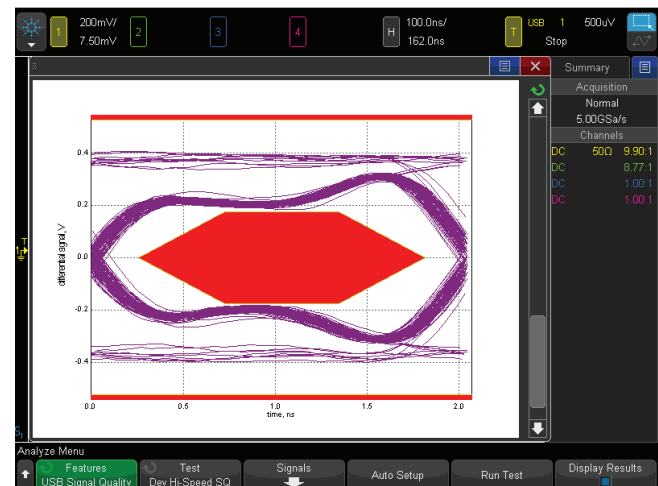 1 200mV/ 2 3 4 H 100.0ns/ T USB 1 500uV
7.50mV 162.0ns Stop
Summary
Acquisition
Normal
5.00GSa/s
Channels
DC 50Ω 9.90:1
DC 8.77:1
DC 1.00:1
DC 1.00:1
T
1
differential signal, V
0.4
0.2
0.0
-0.2
-0.4
0.0 0.5 1.0 1.5 2.0
time, ns
S1
Analyze Menu
Features Test Signals Auto Setup Run Test Display Results
USB Signal Quality Dev Hi-Speed SQ